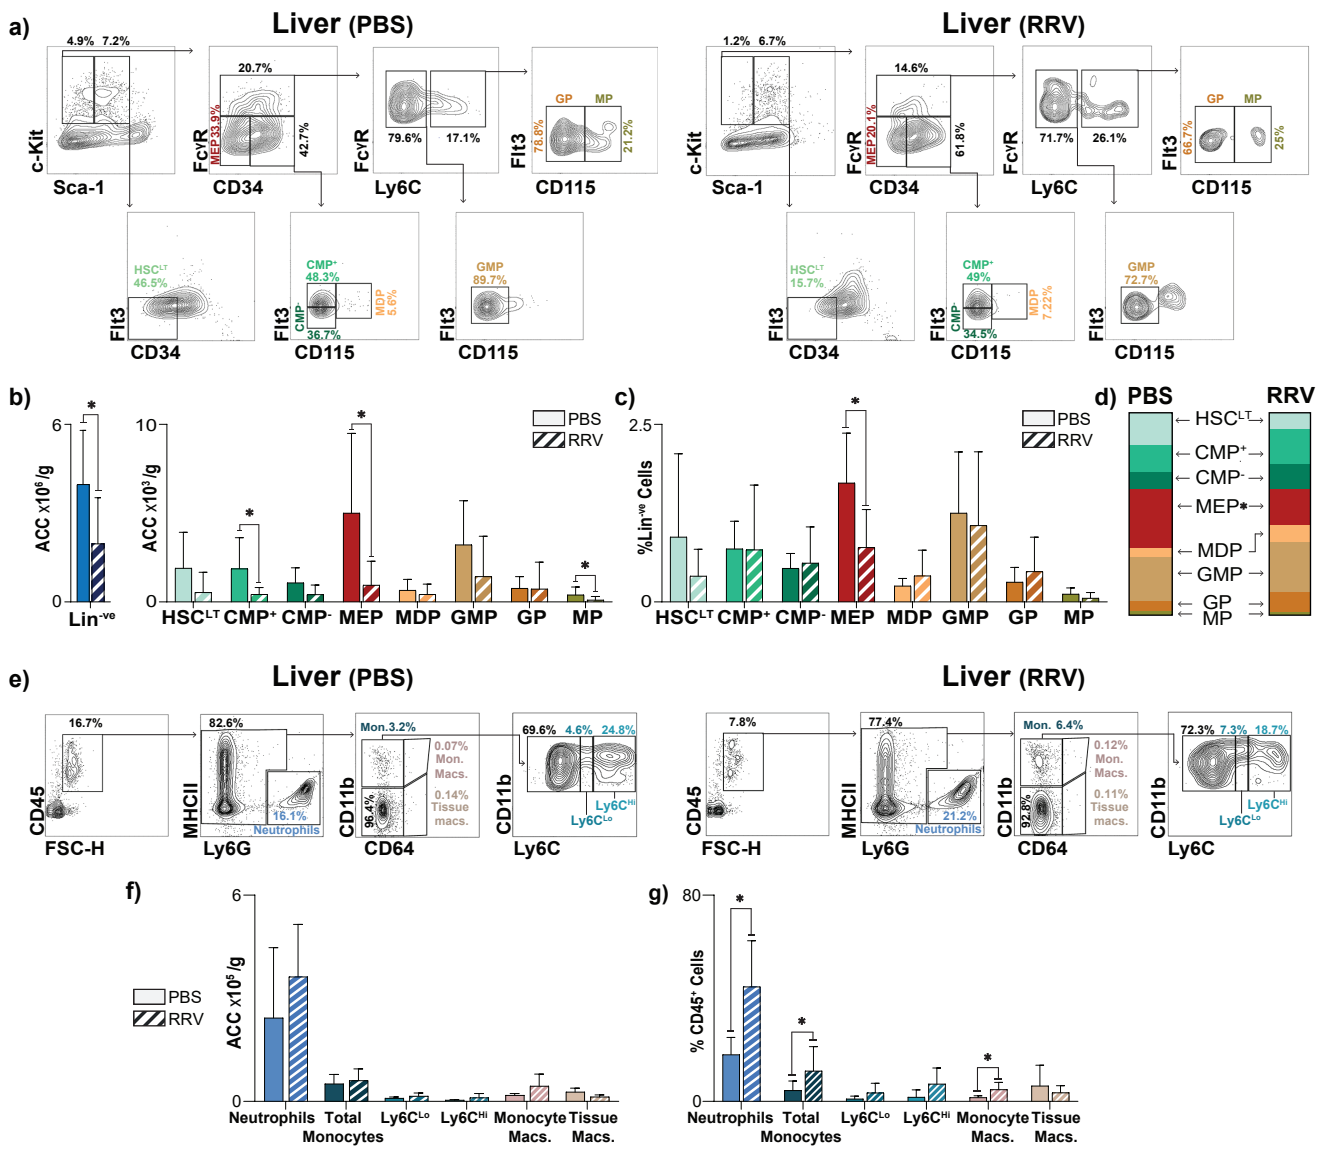 a)
Liver (PBS)
4.9% 7.2%
c-Kit
Sca-1
20.7%
MEP33.9%
42.7%
FcγR
CD34
79.6% 17.1%
FcγR
Ly6C
GP MP
78.8%
21.2%
Flt3
CD115
HSCLT
46.5%
Flt3
CD34
CMP+
48.3%
CMP-
36.7%
MDP
5.6%
Flt3
CD115
GMP
89.7%
Flt3
CD115
Liver (RRV)
1.2% 6.7%
c-Kit
Sca-1
14.6%
MEP20.1%
61.8%
FcγR
CD34
71.7% 26.1%
FcγR
Ly6C
GP MP
66.7%
25%
Flt3
CD115
HSCLT
15.7%
Flt3
CD34
CMP+
49%
CMP-
34.5%
MDP
7.22%
Flt3
CD115
GMP
72.7%
Flt3
CD115
b)
ACC x10⁶/g
6
0
*
Lin-ve
ACC x10³/g
10
0
*
*
*
PBS
RRV
HSCLT CMP+ CMP- MEP MDP GMP GP MP
c)
%Lin-ve Cells
2.5
0
*
PBS
RRV
HSCLT CMP+ CMP- MEP MDP GMP GP MP
d)
PBS RRV
HSCLT
CMP+
CMP-
MEP*
MDP
GMP
GP
MP
e)
Liver (PBS)
16.7%
CD45
FSC-H
82.6%
16.1%
Neutrophils
MHCII
Ly6G
Mon.3.2%
0.07%
Mon.
Macs.
0.14%
Tissue
macs.
96.4%
CD11b
CD64
69.6% 4.6% 24.8%
Ly6CHi
Ly6CLo
CD11b
Ly6C
Liver (RRV)
7.8%
CD45
FSC-H
77.4%
21.2%
Neutrophils
MHCII
Ly6G
Mon. 6.4%
0.12%
Mon.
Macs.
0.11%
Tissue
macs.
92.8%
CD11b
CD64
72.3% 7.3% 18.7%
Ly6CHi
Ly6CLo
CD11b
Ly6C
f)
PBS
RRV
ACC x10⁵/g
6
0
Neutrophils Total Ly6CLo Ly6CHi Monocyte Tissue
Monocytes Macs. Macs.
g)
% CD45+ Cells
80
0
*
*
*
Neutrophils Total Ly6CLo Ly6CHi Monocyte Tissue
Monocytes Macs. Macs.